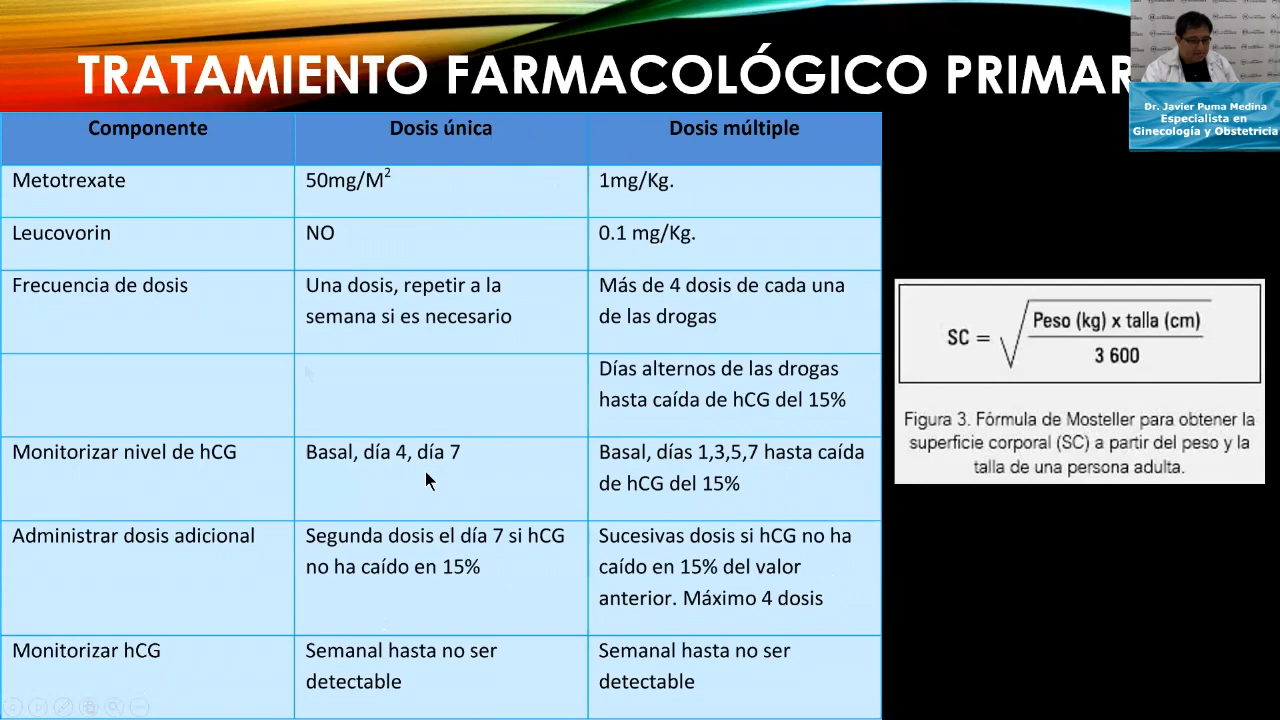 TRATAMIENTO FARMACOLÓGICO PRIMAR
Dr. Javier Puma Medina
Especialista en
Ginecología y Obstetricia
Componente
Dosis única
Dosis múltiple
Metotrexate
50mg/M²
1mg/Kg.
Leucovorin
NO
0.1 mg/Kg.
Frecuencia de dosis
Una dosis, repetir a la
semana si es necesario
Más de 4 dosis de cada una
de las drogas
Días alternos de las drogas
hasta caída de hCG del 15%
Monitorizar nivel de hCG
Basal, día 4, día 7
Basal, días 1,3,5,7 hasta caída
de hCG del 15%
Administrar dosis adicional
Segunda dosis el día 7 si hCG
no ha caído en 15%
Sucesivas dosis si hCG no ha
caído en 15% del valor
anterior. Máximo 4 dosis
Monitorizar hCG
Semanal hasta no ser
detectable
Semanal hasta no ser
detectable
SC = √
Peso (kg) x talla (cm)
3 600
Figura 3. Fórmula de Mosteller para obtener la
superficie corporal (SC) a partir del peso y la
talla de una persona adulta.